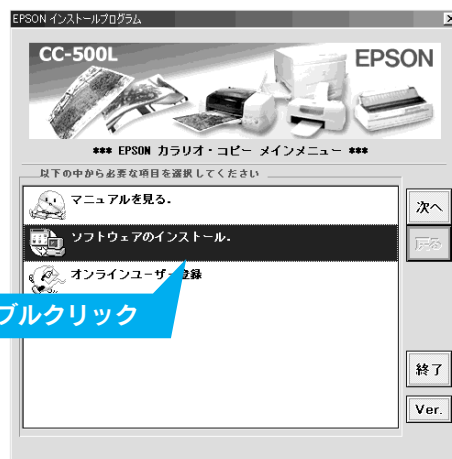 EPSON インストールプログラム
CC-500L
EPSON
*** EPSON カラリオ・コピー メインメニュー ***
以下の中から必要な項目を選択してください
マニュアルを見る.
ソフトウェアのインストール.
オンラインユーザー登録
ブルクリック
次へ
戻る
終了
Ver.